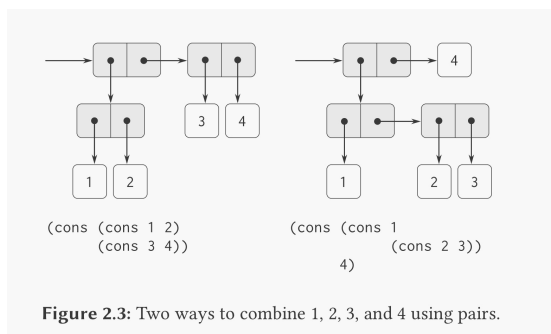 4
3 4
1 2
1 2 3
(cons (cons 1 2)
(cons 3 4))
(cons (cons 1
(cons 2 3))
4)
Figure 2.3: Two ways to combine 1, 2, 3, and 4 using pairs.